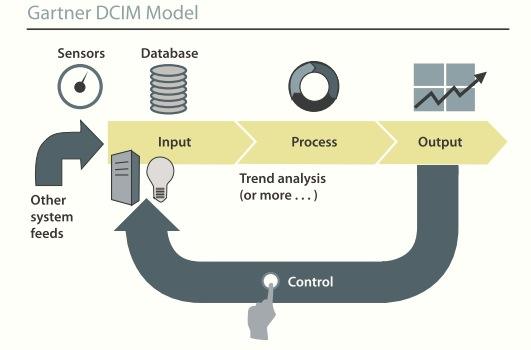 Gartner DCIM Model
Sensors
Database
Input
Process
Output
Trend analysis
(or more . . . )
Other
system
feeds
Control